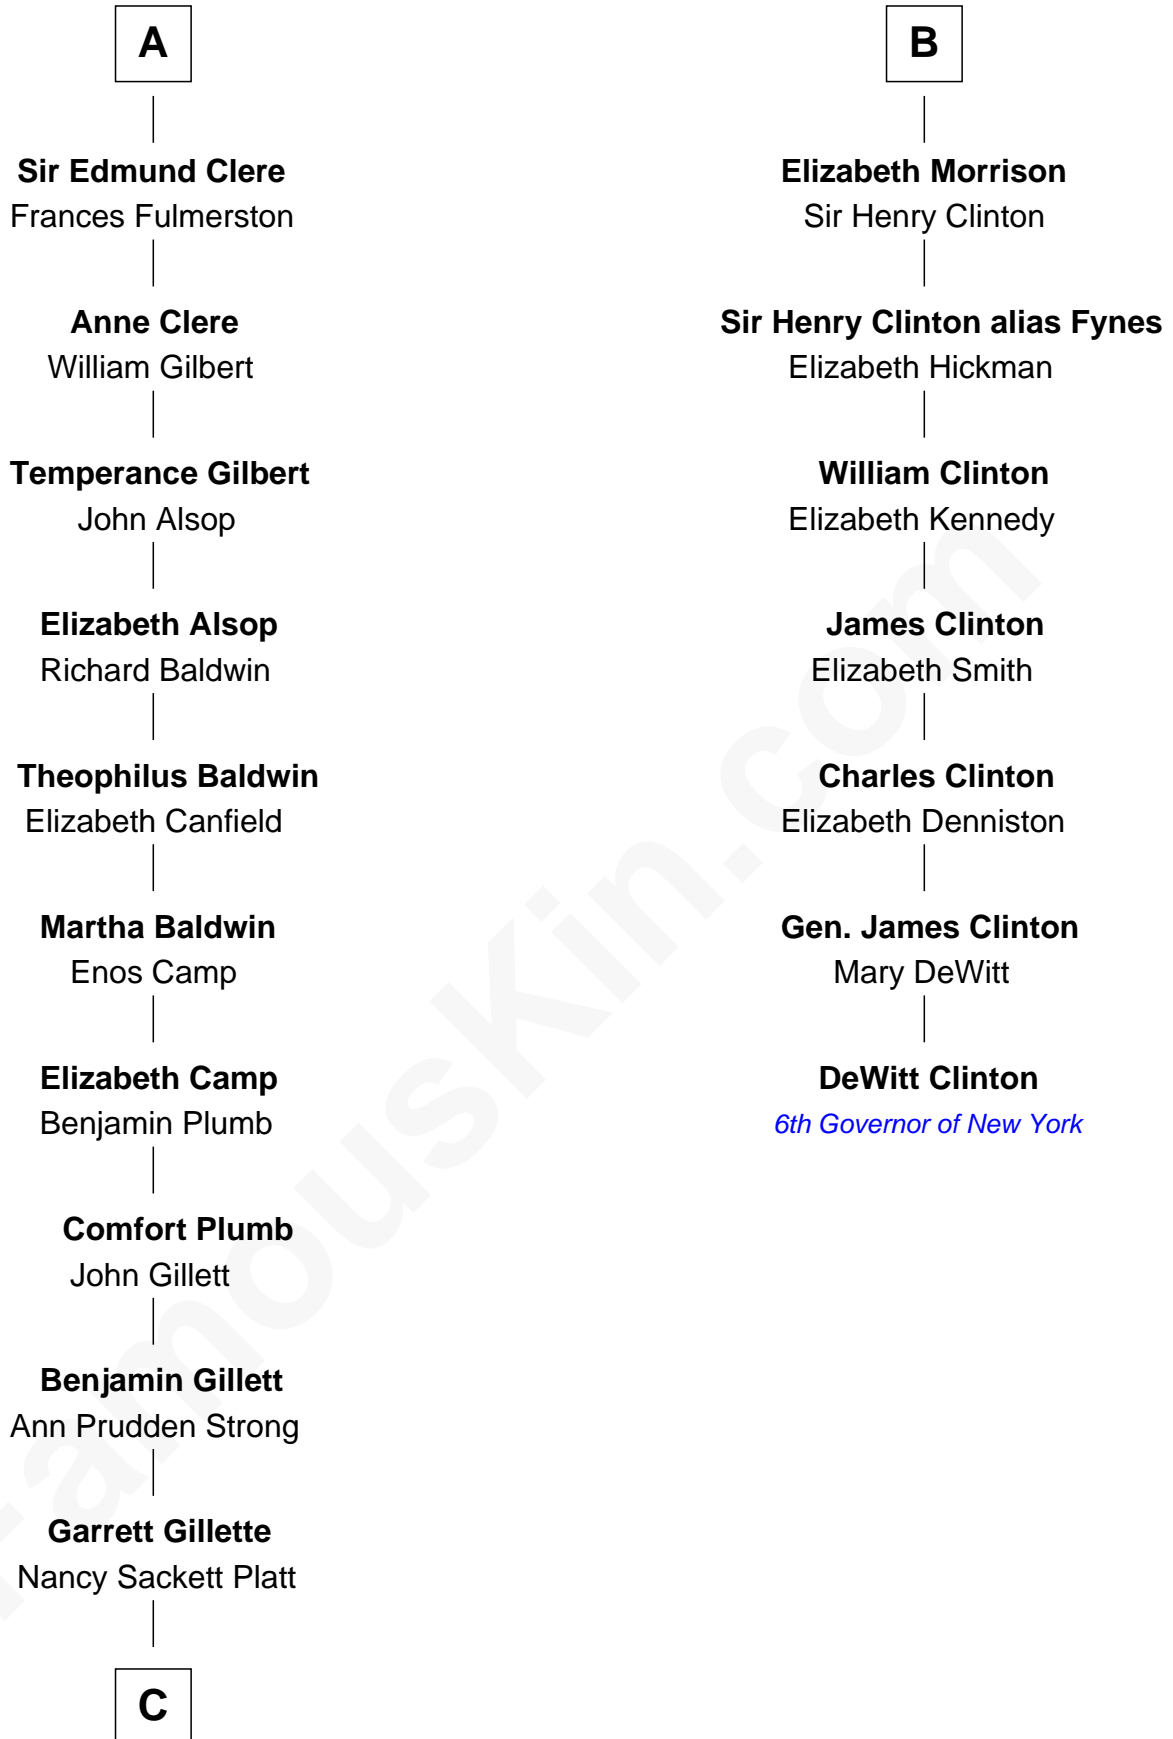 A
Sir Edmund Clere
Frances Fulmerston
Anne Clere
William Gilbert
Temperance Gilbert
John Alsop
Elizabeth Alsop
Richard Baldwin
Theophilus Baldwin
Elizabeth Canfield
Martha Baldwin
Enos Camp
Elizabeth Camp
Benjamin Plumb
Comfort Plumb
John Gillett
Benjamin Gillett
Ann Prudden Strong
Garrett Gillette
Nancy Sackett Platt
C
B
Elizabeth Morrison
Sir Henry Clinton
Sir Henry Clinton alias Fynes
Elizabeth Hickman
William Clinton
Elizabeth Kennedy
James Clinton
Elizabeth Smith
Charles Clinton
Elizabeth Denniston
Gen. James Clinton
Mary DeWitt
DeWitt Clinton
6th Governor of New York
FamousKin.com